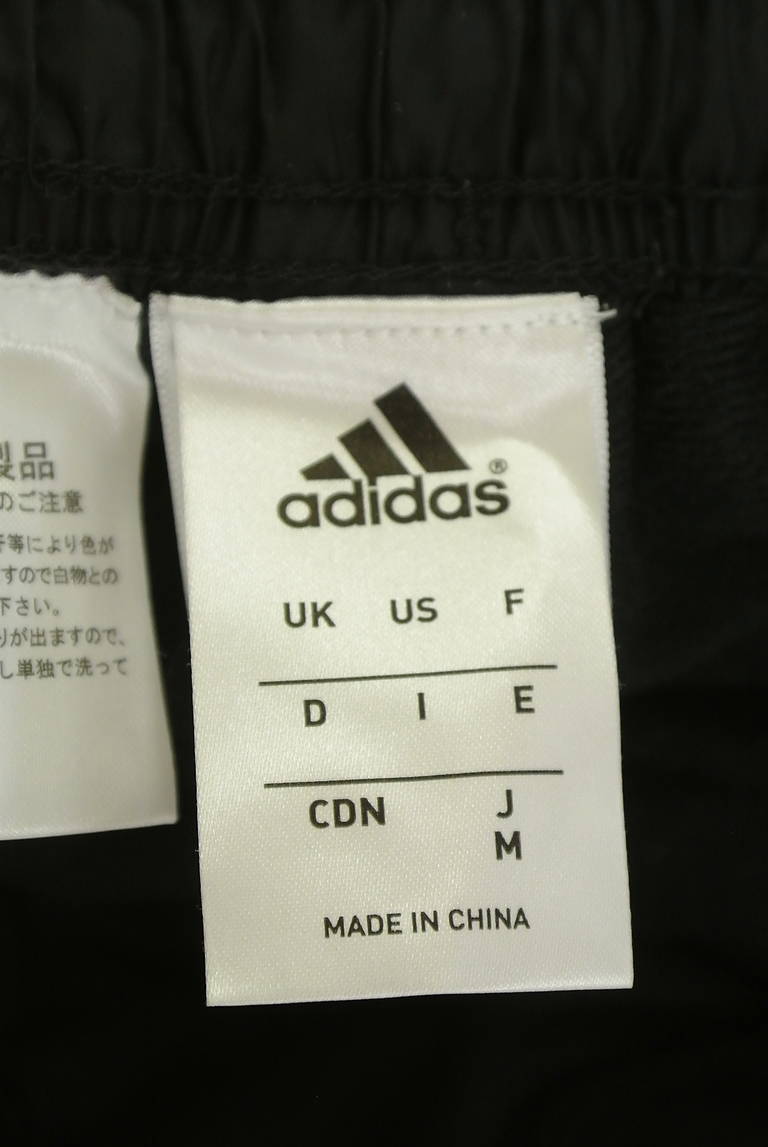 製品
のご注意
等により色が
すので白物との
下さい。
りが出ますので、
し単独で洗って
adidas®
UK US F
D I E
CDN J
M
MADE IN CHINA